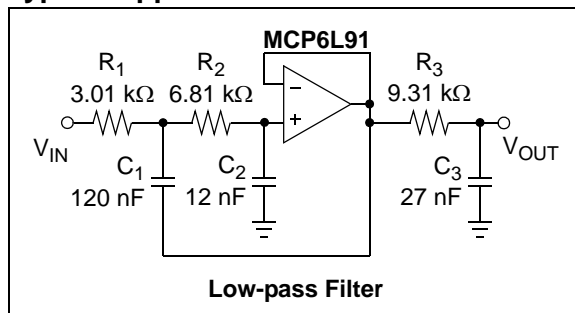 MCP6L91
R1
3.01 kΩ
R2
6.81 kΩ
R3
9.31 kΩ
−
+
VIN
VOUT
C1
120 nF
C2
12 nF
C3
27 nF
Low-pass Filter